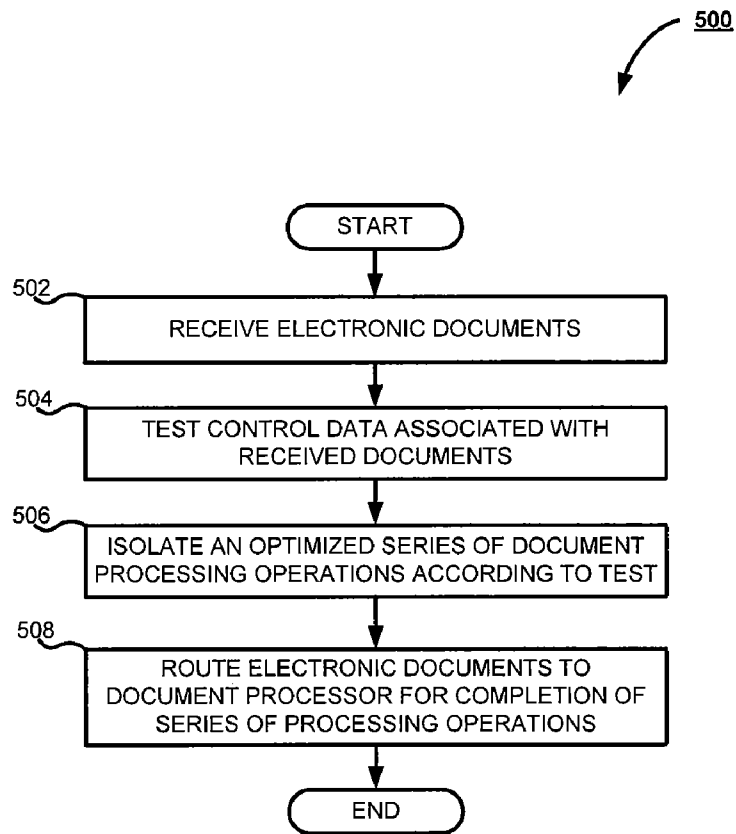 500
START
502
RECEIVE ELECTRONIC DOCUMENTS
504
TEST CONTROL DATA ASSOCIATED WITH
RECEIVED DOCUMENTS
506
ISOLATE AN OPTIMIZED SERIES OF DOCUMENT
PROCESSING OPERATIONS ACCORDING TO TEST
508
ROUTE ELECTRONIC DOCUMENTS TO
DOCUMENT PROCESSOR FOR COMPLETION OF
SERIES OF PROCESSING OPERATIONS
END